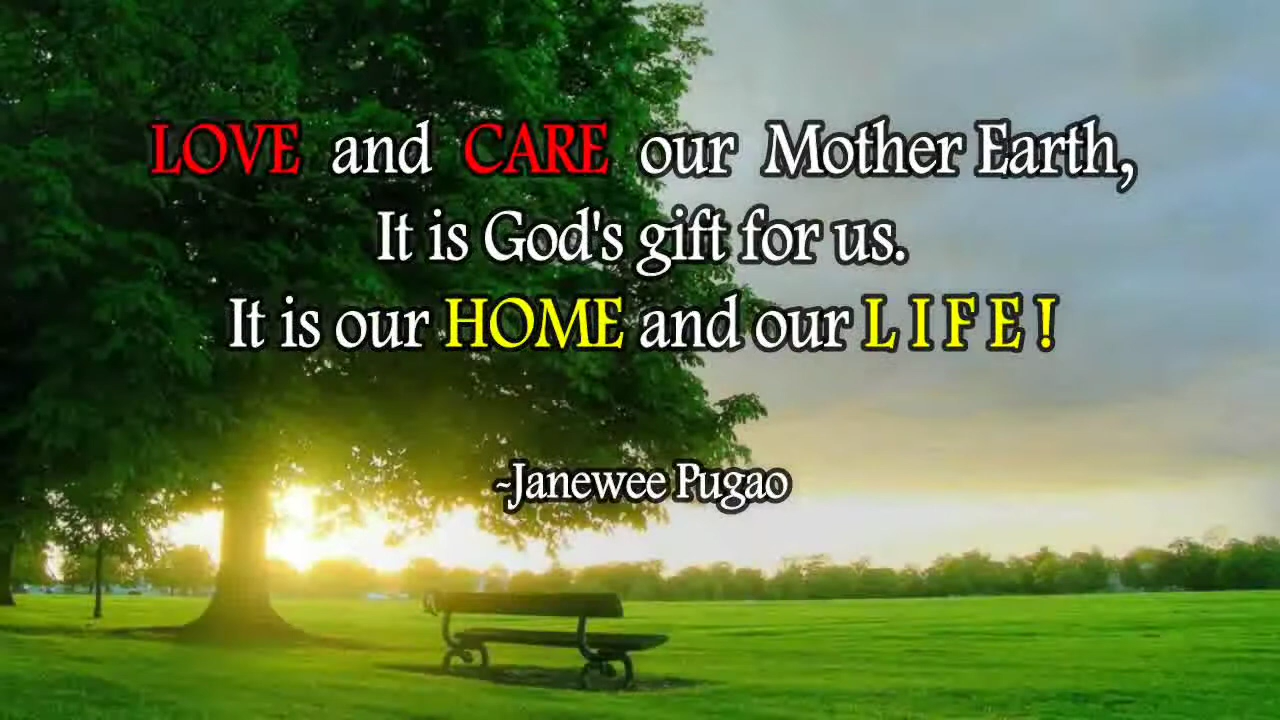 LOVE and CARE our Mother Earth,
It is God's gift for us.
It is our HOME and our L I F E !
~Janewee Pugao